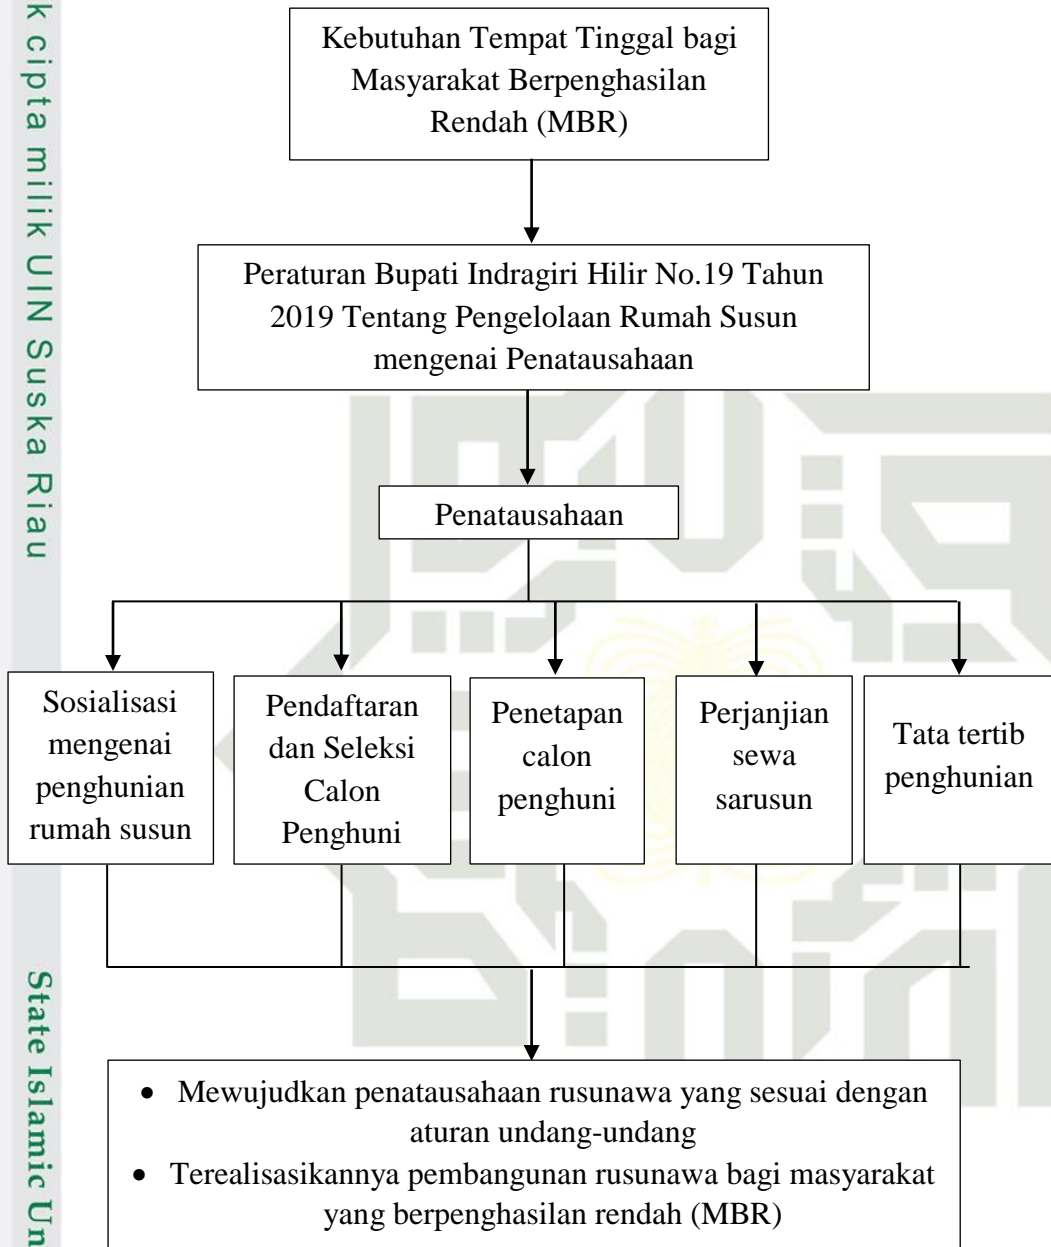 Kebutuhan Tempat Tinggal bagi
Masyarakat Berpenghasilan
Rendah (MBR)
Peraturan Bupati Indragiri Hilir No.19 Tahun
2019 Tentang Pengelolaan Rumah Susun
mengenai Penatausahaan
Penatausahaan
Sosialisasi
mengenai
penghunian
rumah susun
Pendaftaran
dan Seleksi
Calon
Penghuni
Penetapan
calon
penghuni
Perjanjian
sewa
sarusun
Tata tertib
penghunian
• Mewujudkan penatausahaan rusunawa yang sesuai dengan
aturan undang-undang
• Terealisasikannya pembangunan rusunawa bagi masyarakat
yang berpenghasilan rendah (MBR)
k cipta milik UIN Suska Riau
State Islamic Un